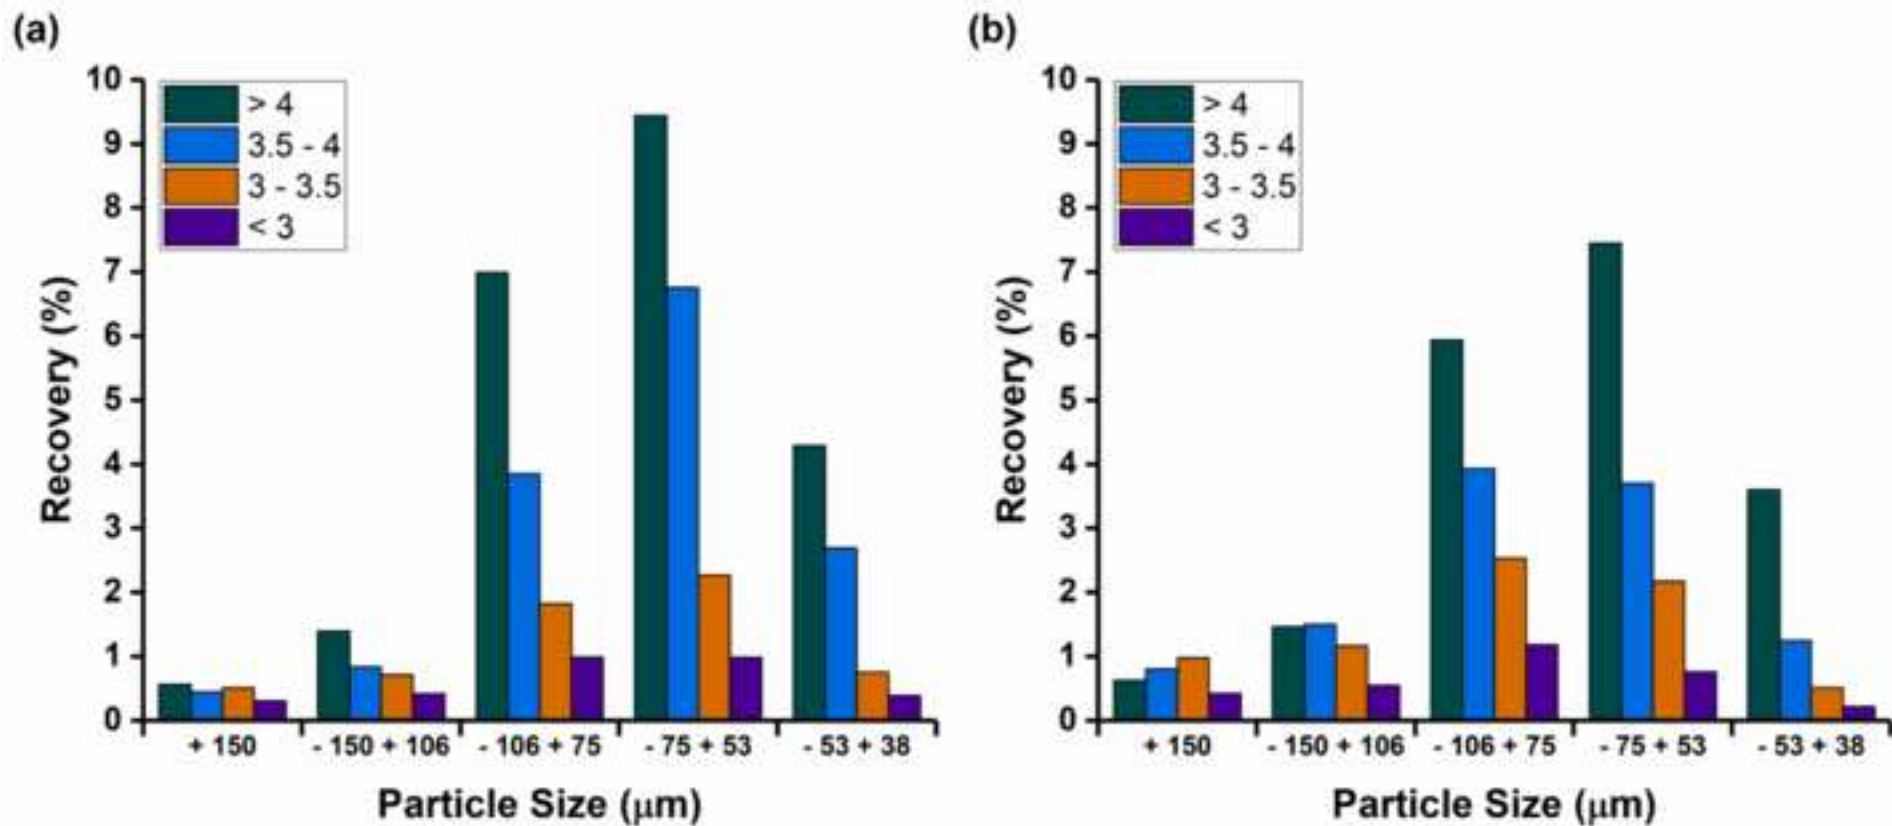 (a)
10
9
8
7
6
5
4
3
2
1
0
> 4
3.5 - 4
3 - 3.5
< 3
Recovery (%)
+ 150
- 150 + 106
- 106 + 75
- 75 + 53
- 53 + 38
Particle Size (μm)
(b)
10
9
8
7
6
5
4
3
2
1
0
> 4
3.5 - 4
3 - 3.5
< 3
Recovery (%)
+ 150
- 150 + 106
- 106 + 75
- 75 + 53
- 53 + 38
Particle Size (μm)